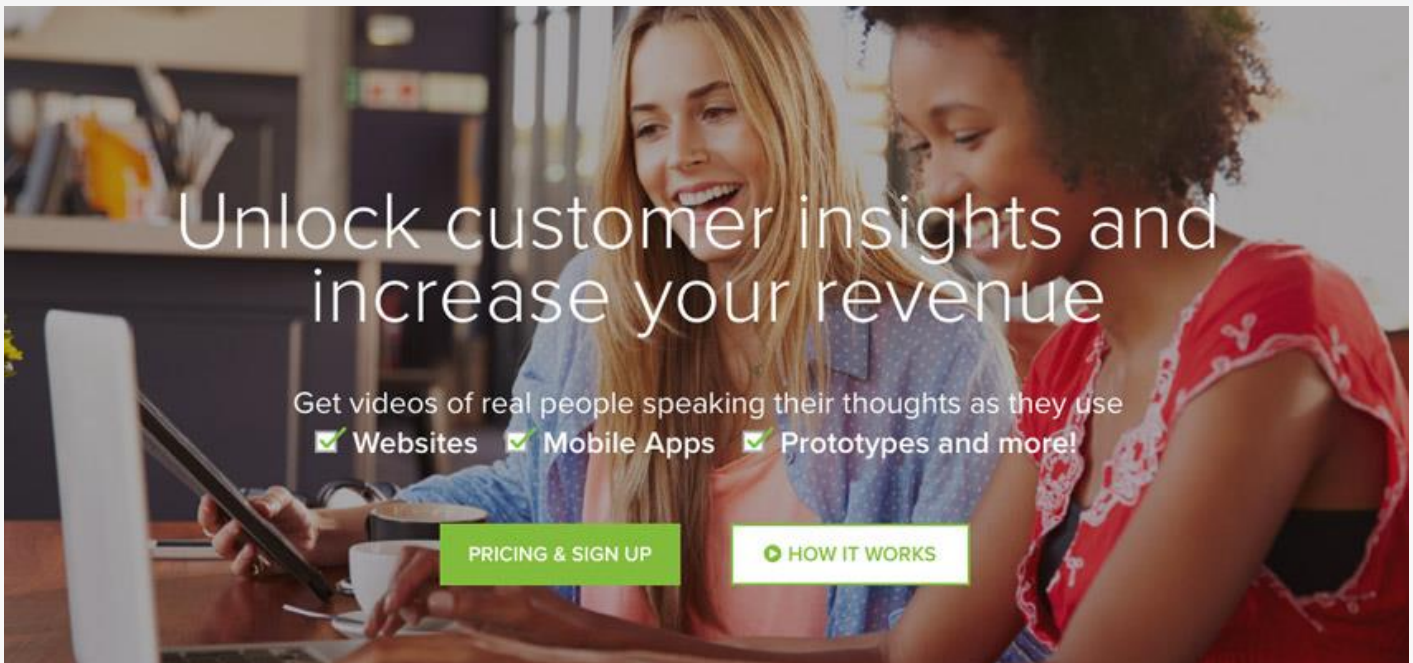 Unlock customer insights and
increase your revenue
Get videos of real people speaking their thoughts as they use
Websites Mobile Apps Prototypes and more!
PRICING & SIGN UP
HOW IT WORKS